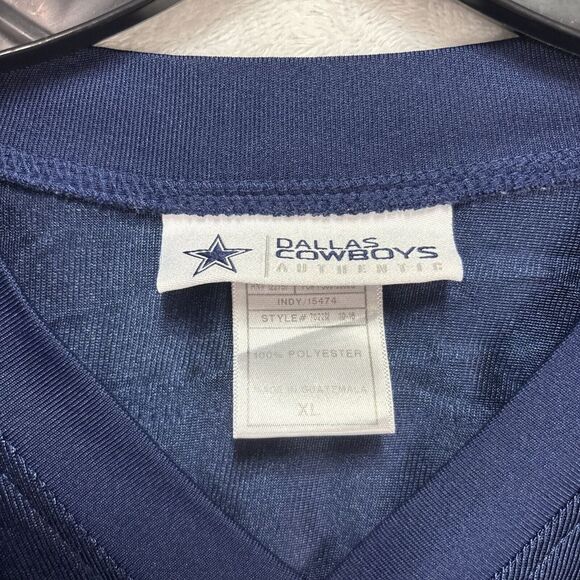 DALLAS
COWBOYS
AUTHENTIC
INDY/15474
STYLE#
100% POLYESTER
MADE IN GUATEMALA
XL